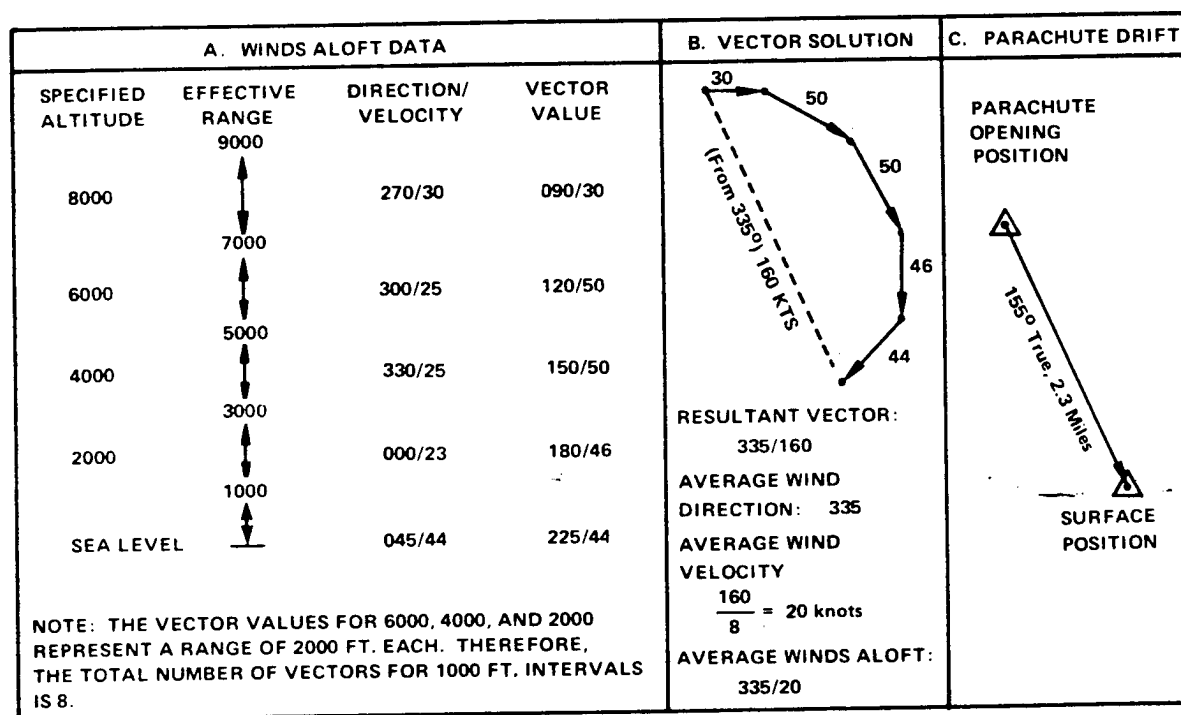 A. WINDS ALOFT DATA
SPECIFIED ALTITUDE EFFECTIVE RANGE DIRECTION/ VELOCITY VECTOR VALUE
9000
8000 270/30 090/30
7000
6000 300/25 120/50
5000
4000 330/25 150/50
3000
2000 000/23 180/46
1000
SEA LEVEL 045/44 225/44
NOTE: THE VECTOR VALUES FOR 6000, 4000, AND 2000
REPRESENT A RANGE OF 2000 FT. EACH. THEREFORE,
THE TOTAL NUMBER OF VECTORS FOR 1000 FT. INTERVALS
IS 8.
B. VECTOR SOLUTION
30
50
50
46
44
(From 335°) 160 KTS
RESULTANT VECTOR:
335/160
AVERAGE WIND
DIRECTION: 335
AVERAGE WIND
VELOCITY
160
8
= 20 knots
AVERAGE WINDS ALOFT:
335/20
C. PARACHUTE DRIFT
PARACHUTE
OPENING
POSITION
155° True, 2.3 Miles
SURFACE
POSITION